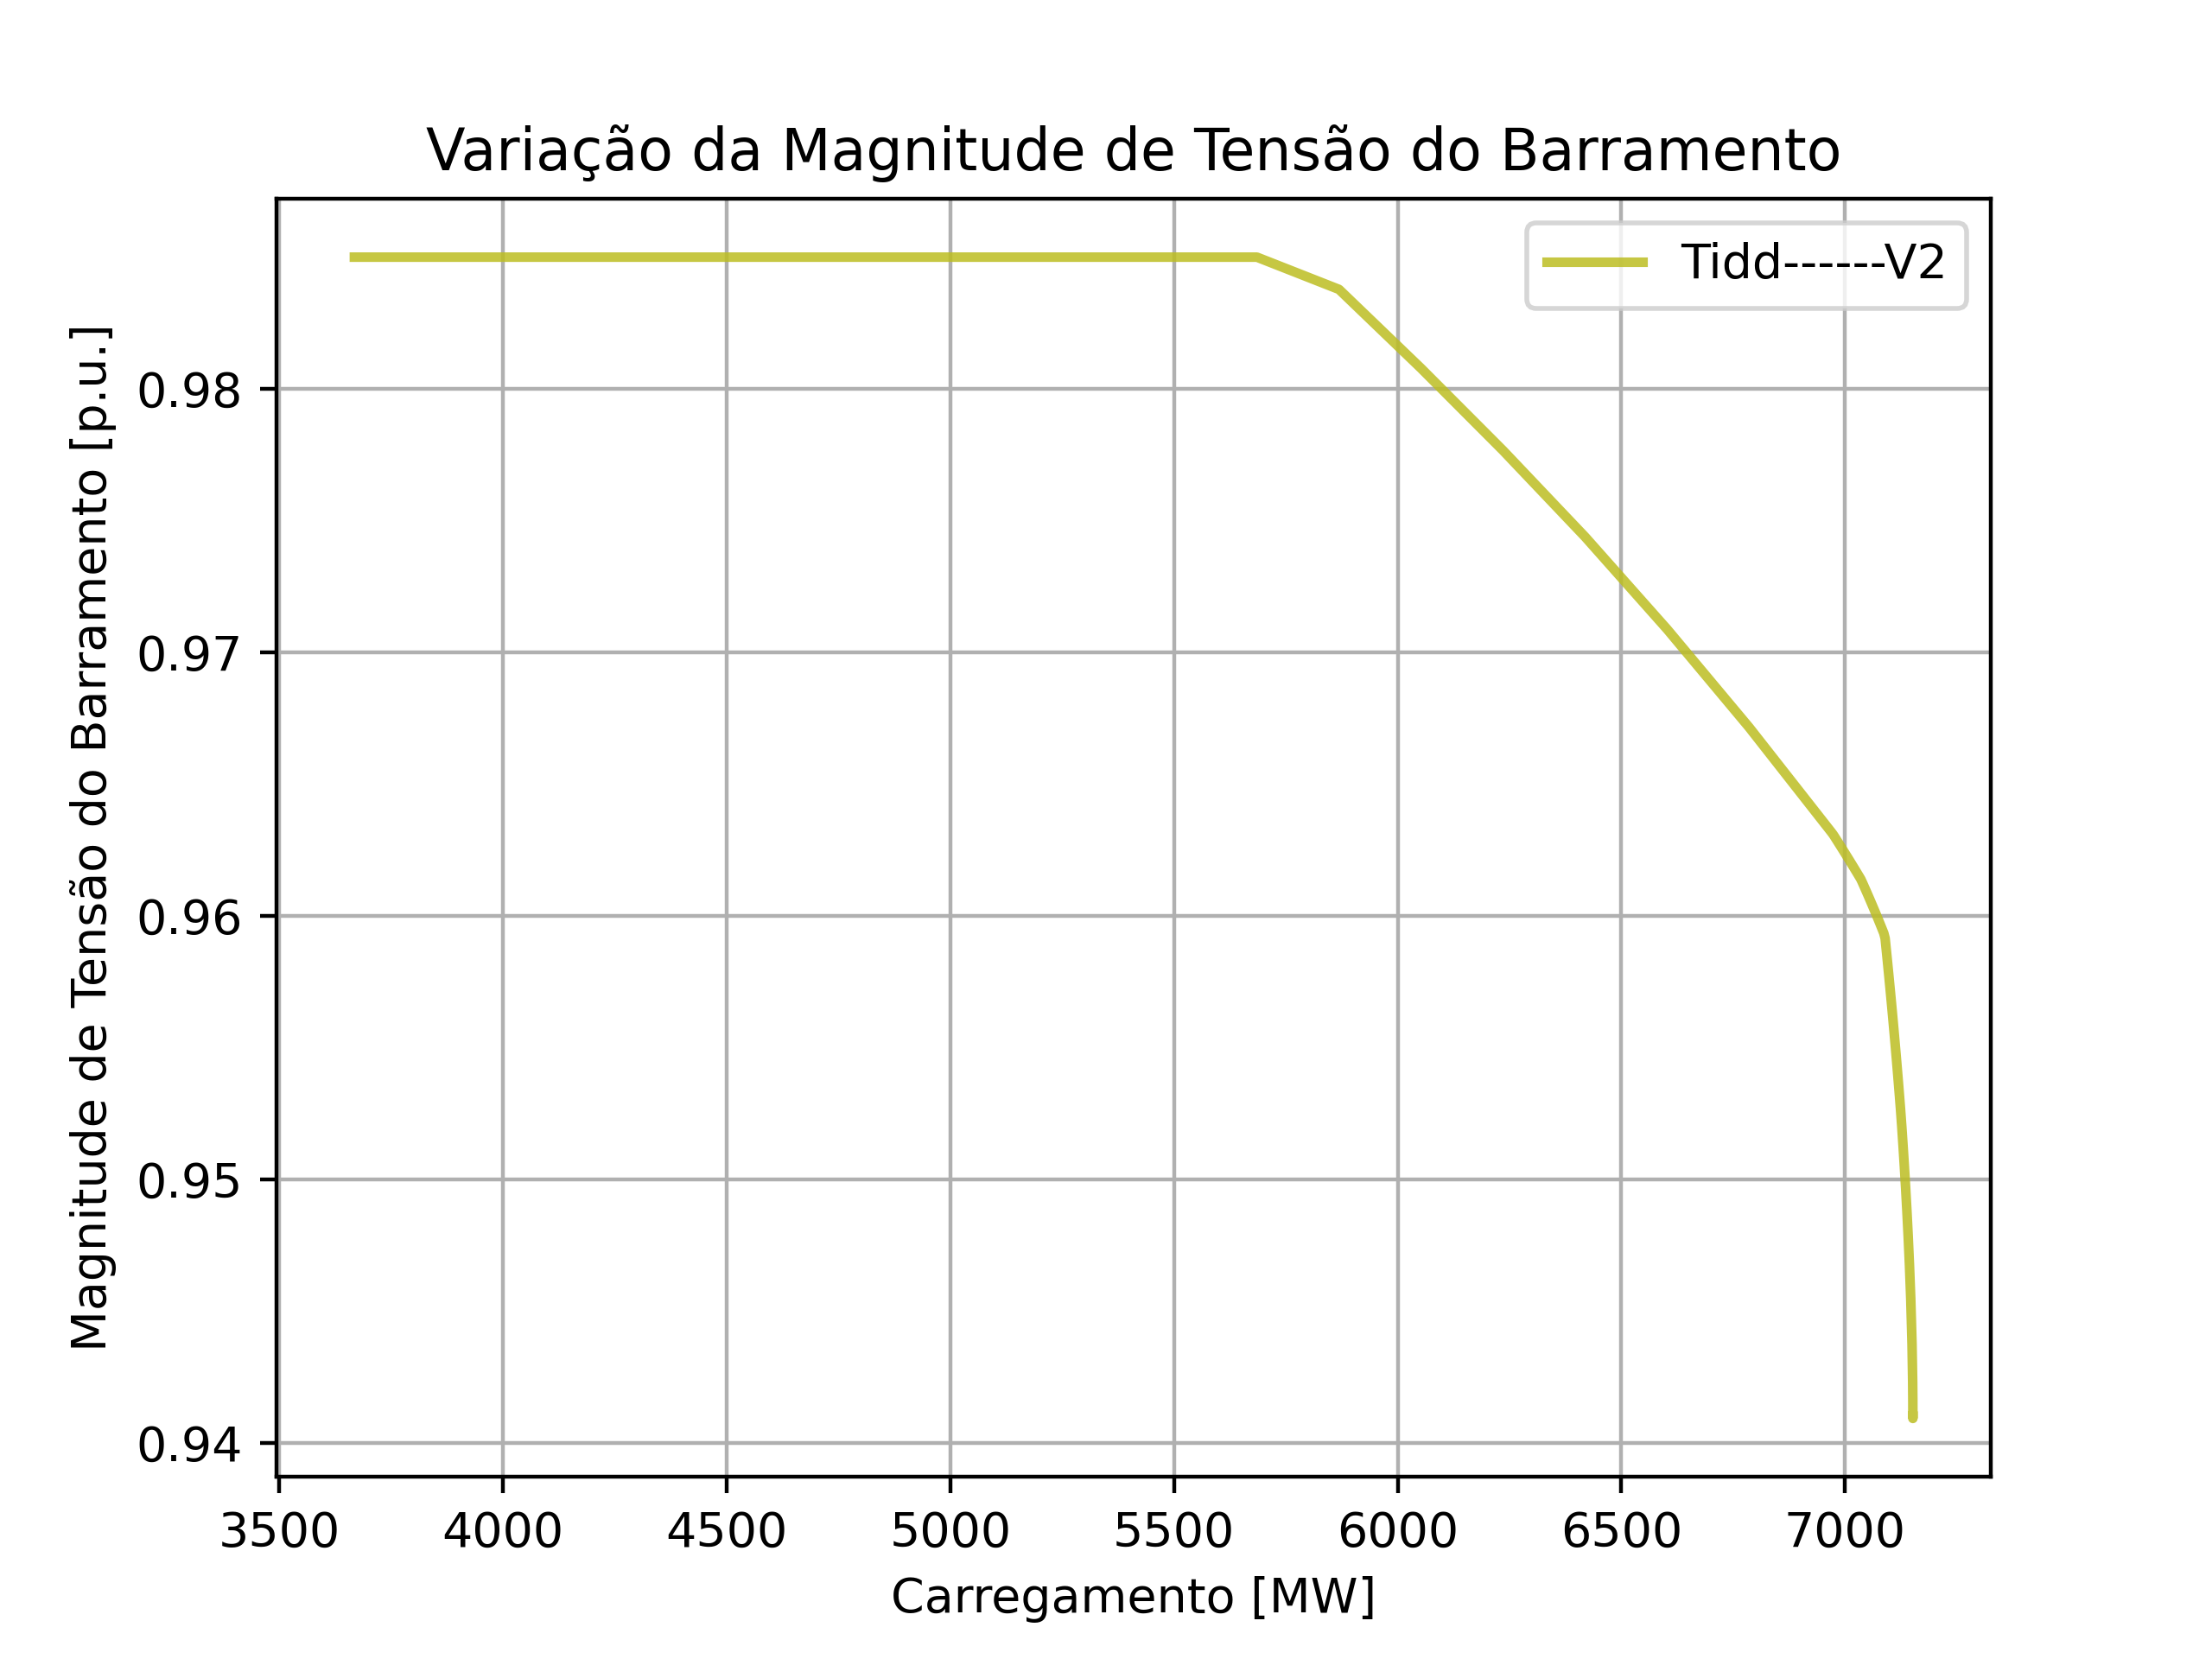 Variação da Magnitude de Tensão do Barramento
Tidd------V2
Magnitude de Tensão do Barramento [p.u.]
0.98
0.97
0.96
0.95
0.94
3500 4000 4500 5000 5500 6000 6500 7000
Carregamento [MW]